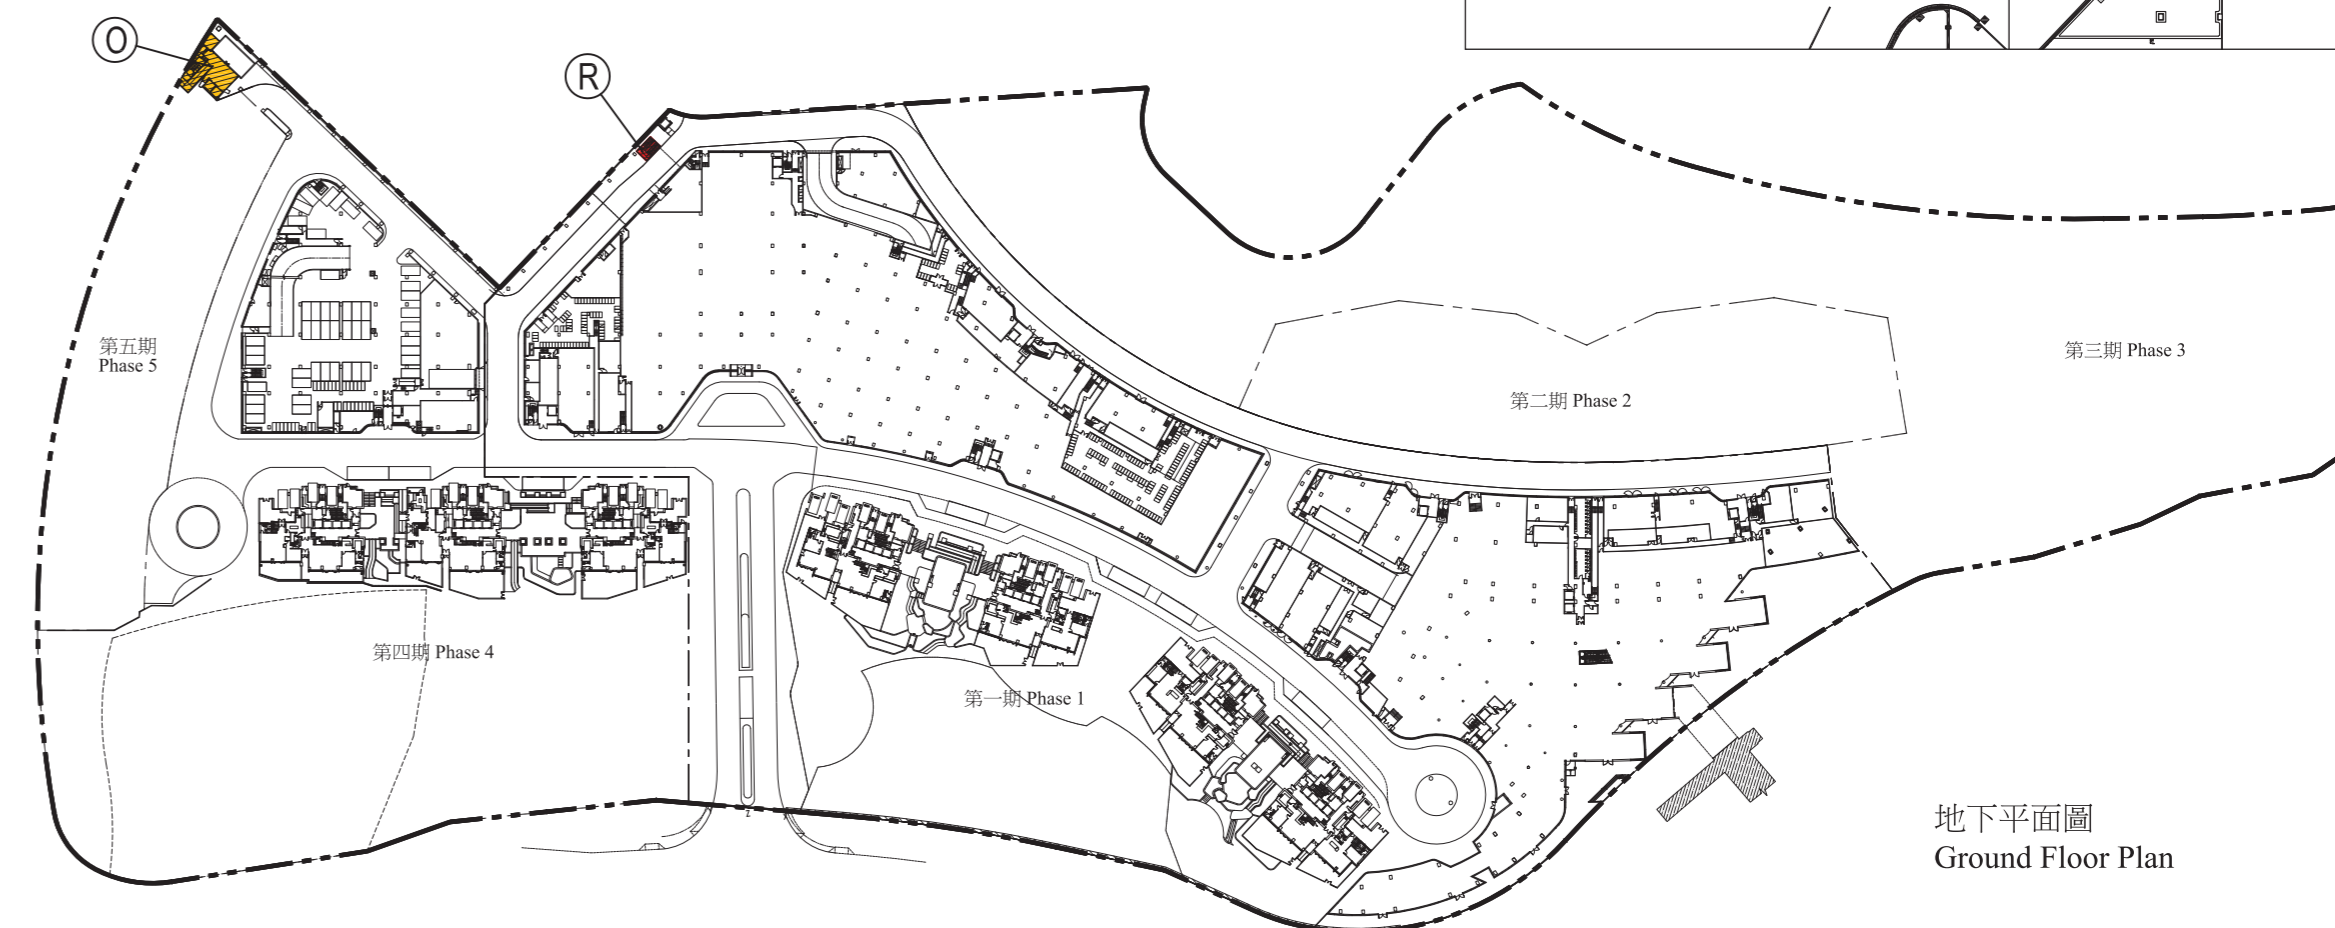 O
R
第五期
Phase 5
第三期 Phase 3
第二期 Phase 2
第四期 Phase 4
第一期 Phase 1
地下平面圖
Ground Floor Plan